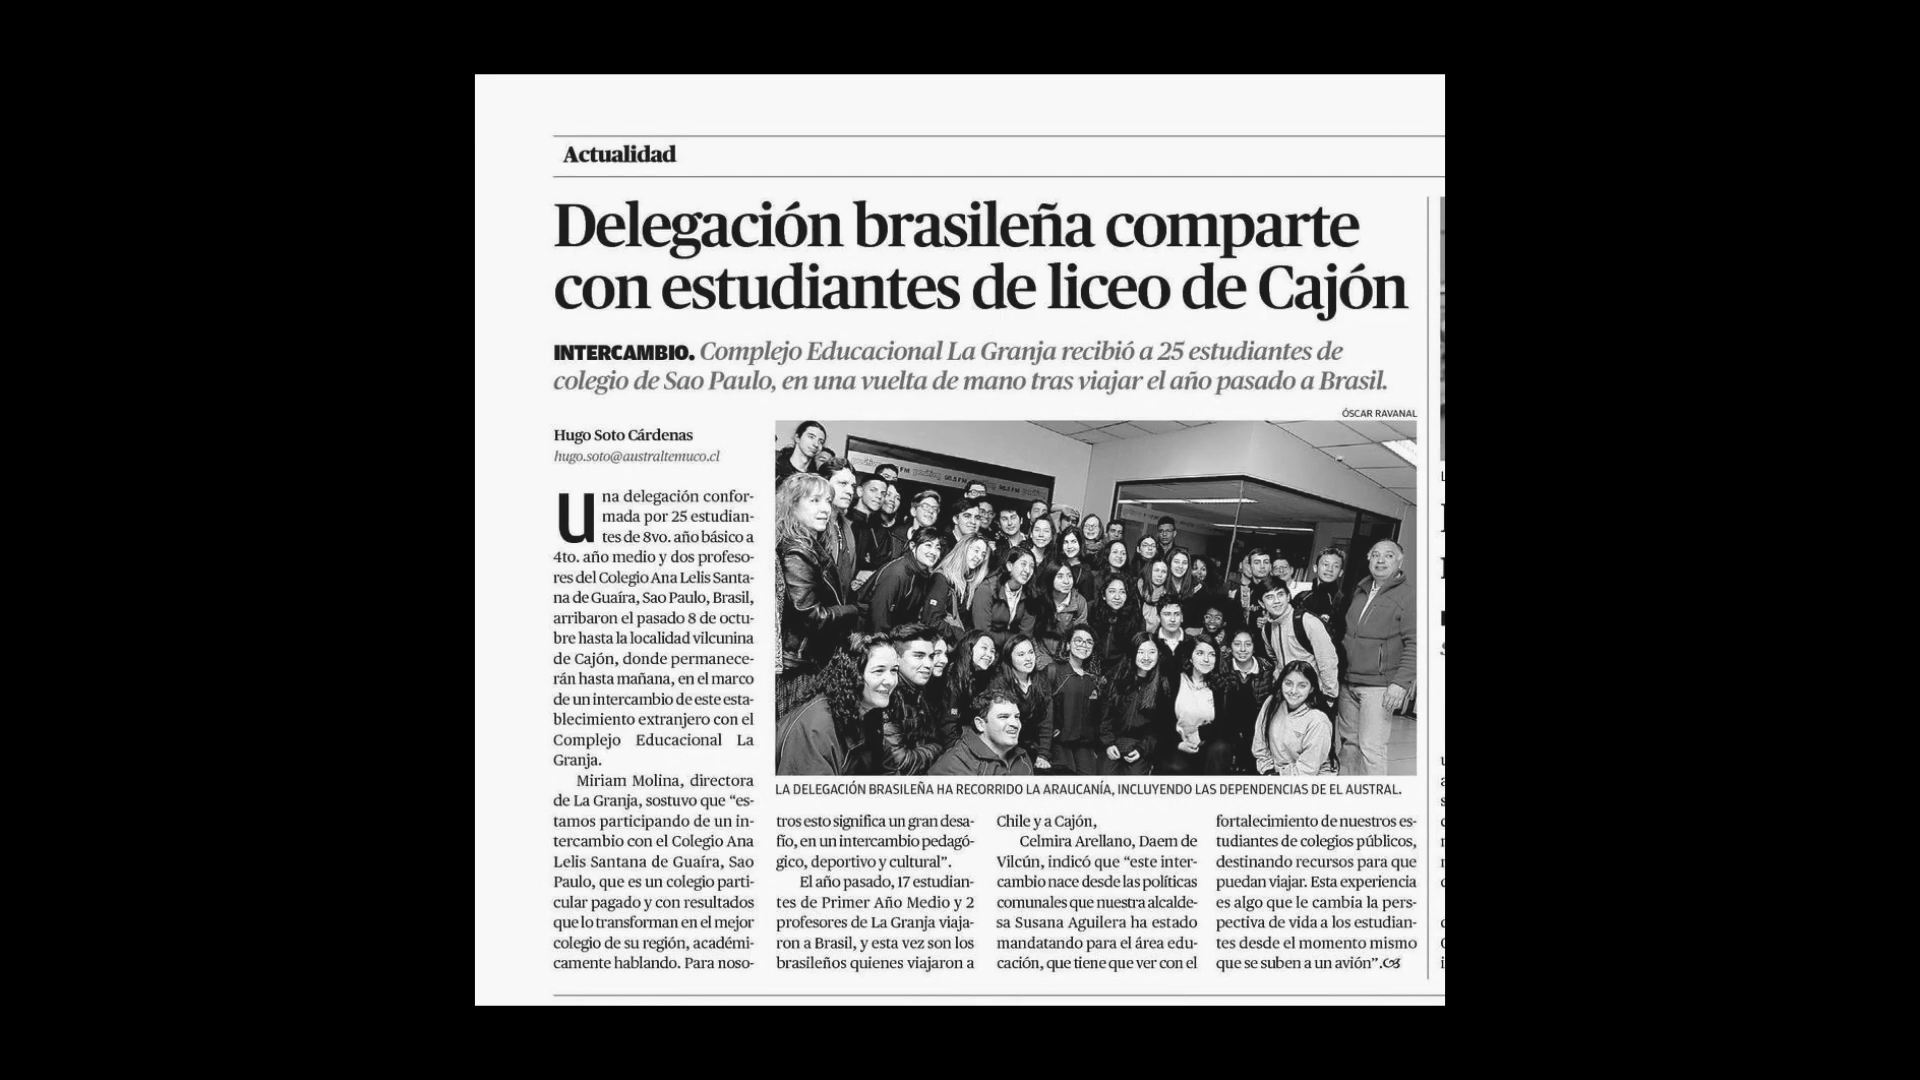 Actualidad
Delegación brasileña comparte
con estudiantes de liceo de Cajón
INTERCAMBIO. Complejo Educacional La Granja recibió a 25 estudiantes de
colegio de Sao Paulo, en una vuelta de mano tras viajar el año pasado a Brasil.
ÓSCAR RAVANAL
Hugo Soto Cárdenas
hugo.soto@australtemuco.cl
Una delegación confor-
mada por 25 estudian-
tes de 8vo. año básico a
4to. año medio y dos profeso-
res del Colegio Ana Lelis Santa-
na de Guaíra, Sao Paulo, Brasil,
arribaron el pasado 8 de octu-
bre hasta la localidad vilcunina
de Cajón, donde permanece-
rán hasta mañana, en el marco
de un intercambio de este esta-
blecimiento extranjero con el
Complejo Educacional La
Granja.
Miriam Molina, directora
de La Granja, sostuvo que “es-
tamos participando de un in-
tercambio con el Colegio Ana
Lelis Santana de Guaíra, Sao
Paulo, que es un colegio parti-
cular pagado y con resultados
que lo transforman en el mejor
colegio de su región, académi-
camente hablando. Para noso-
LA DELEGACIÓN BRASILEÑA HA RECORRIDO LA ARAUCANÍA, INCLUYENDO LAS DEPENDENCIAS DE EL AUSTRAL.
tros esto significa un gran desa-
fío, en un intercambio pedagó-
gico, deportivo y cultural”.
El año pasado, 17 estudian-
tes de Primer Año Medio y 2
profesores de La Granja viaja-
ron a Brasil, y esta vez son los
brasileños quienes viajaron a
Chile y a Cajón,
Celmira Arellano, Daem de
Vilcún, indicó que “este inter-
cambio nace desde las políticas
comunales que nuestra alcalde-
sa Susana Aguilera ha estado
mandatando para el área edu-
cación, que tiene que ver con el
fortalecimiento de nuestros es-
tudiantes de colegios públicos,
destinando recursos para que
puedan viajar. Esta experiencia
es algo que le cambia la pers-
pectiva de vida a los estudian-
tes desde el momento mismo
que se suben a un avión”.